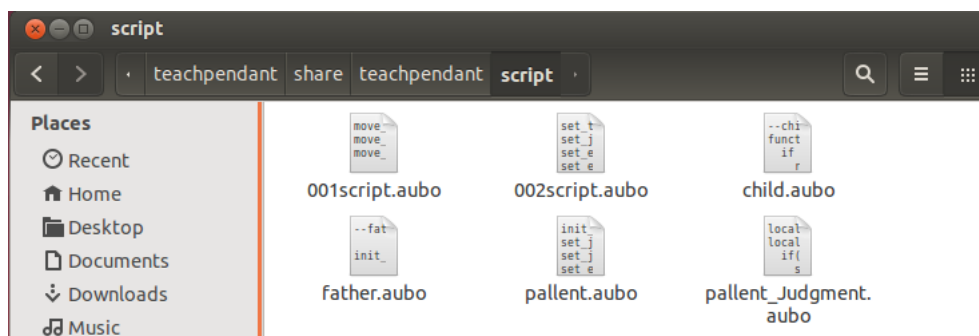 script
teachpendant share teachpendant script
Places
Recent
Home
Desktop
Documents
Downloads
Music
move_
move_
move_
001script.aubo
set_t
set_j
set_e
set e
002script.aubo
--chi
funct
if
r
child.aubo
--fat
init_
father.aubo
init_
set_j
set_j
set e
pallent.aubo
local
local
if(
s
pallent_Judgment.
aubo